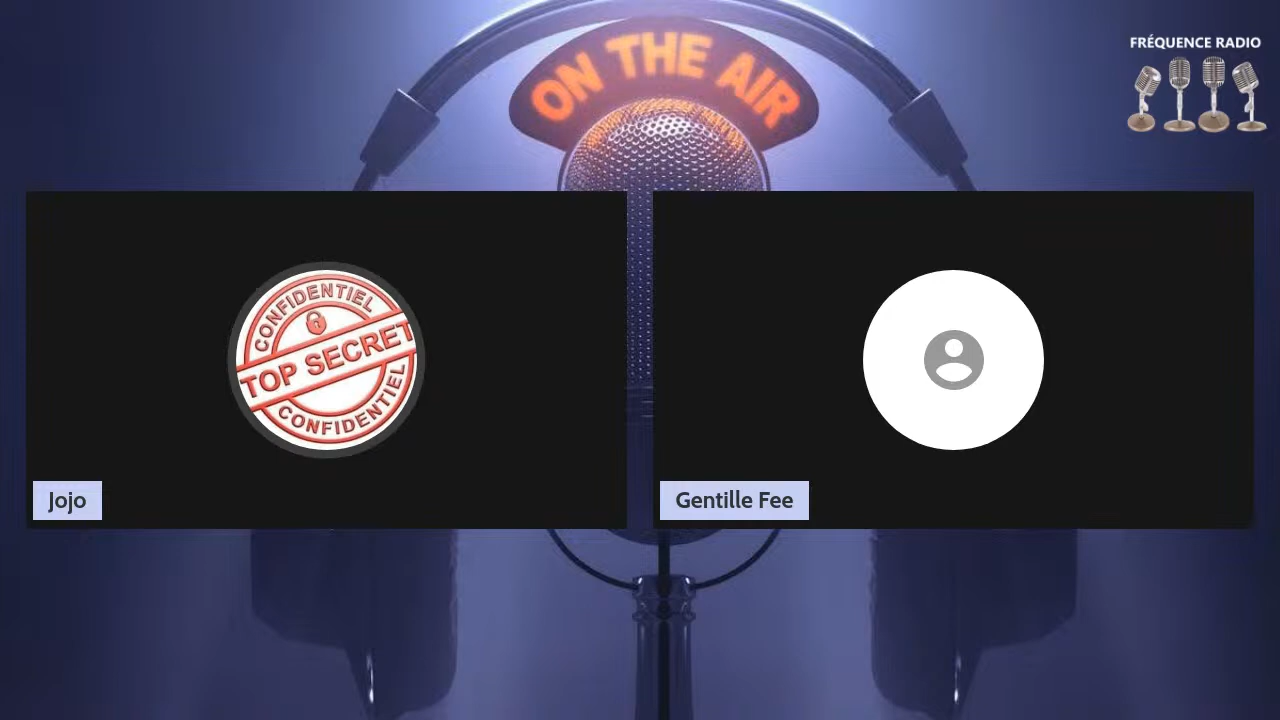 FRÉQUENCE RADIO
ON THE AIR
CONFIDENTIEL
TOP SECRET
CONFIDENTIEL
Jojo
Gentille Fee